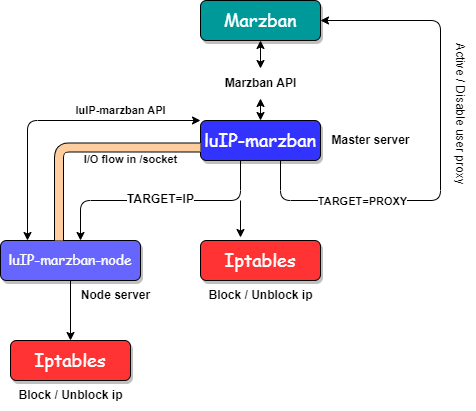 Marzban
Marzban API
Active / Disable user proxy
luIP-marzban API
luIP-marzban
Master server
I/O flow in /socket
TARGET=IP
TARGET=PROXY
luIP-marzban-node
Iptables
Node server
Block / Unblock ip
Iptables
Block / Unblock ip